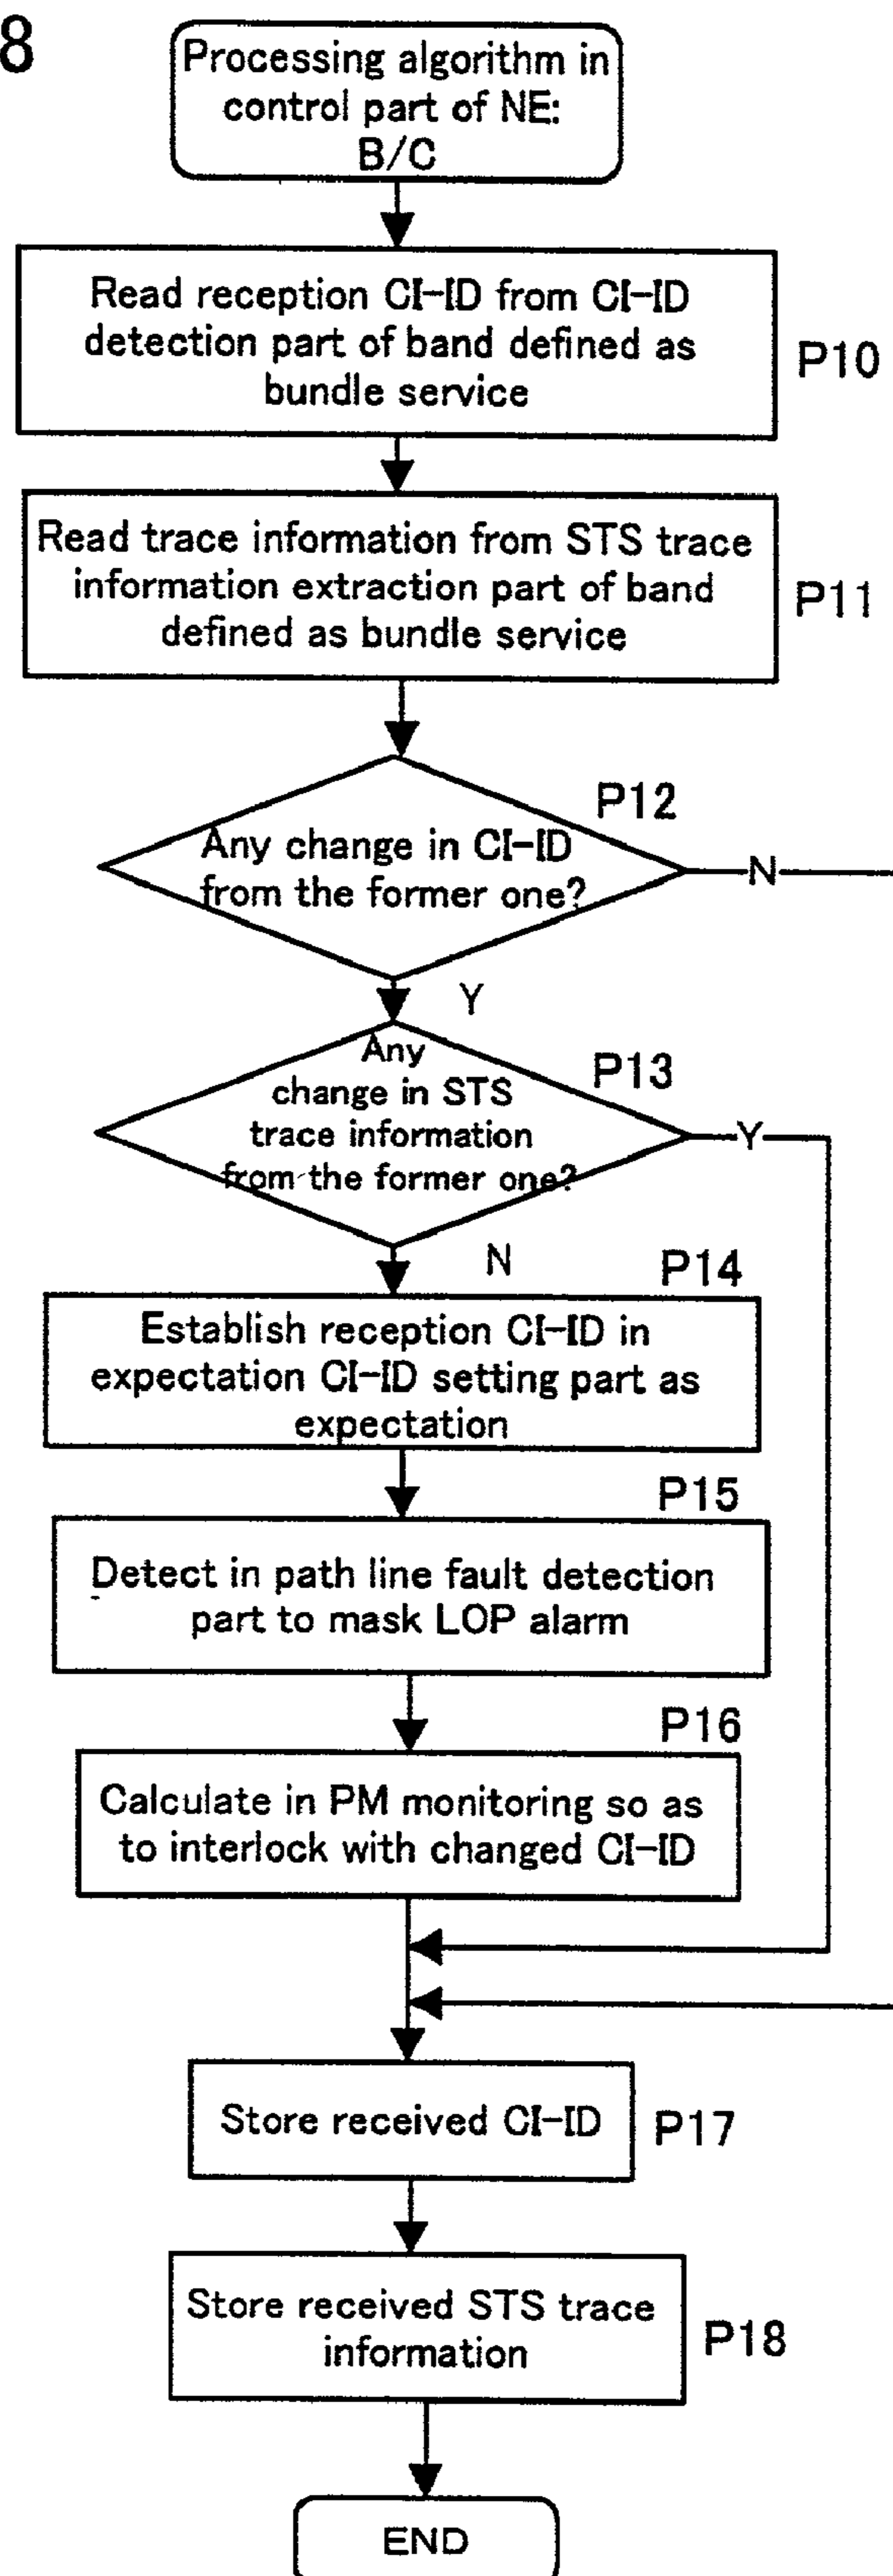 8
Processing algorithm in
control part of NE:
B/C
Read reception CI-ID from CI-ID
detection part of band defined as
bundle service
P10
Read trace information from STS trace
information extraction part of band
defined as bundle service
P11
P12
Any change in CI-ID
from the former one?
N
Y
P13
Any
change in STS
trace information
from the former one?
Y
N
P14
Establish reception CI-ID in
expectation CI-ID setting part as
expectation
P15
Detect in path line fault detection
part to mask LOP alarm
P16
Calculate in PM monitoring so as
to interlock with changed CI-ID
Store received CI-ID
P17
Store received STS trace
information
P18
END